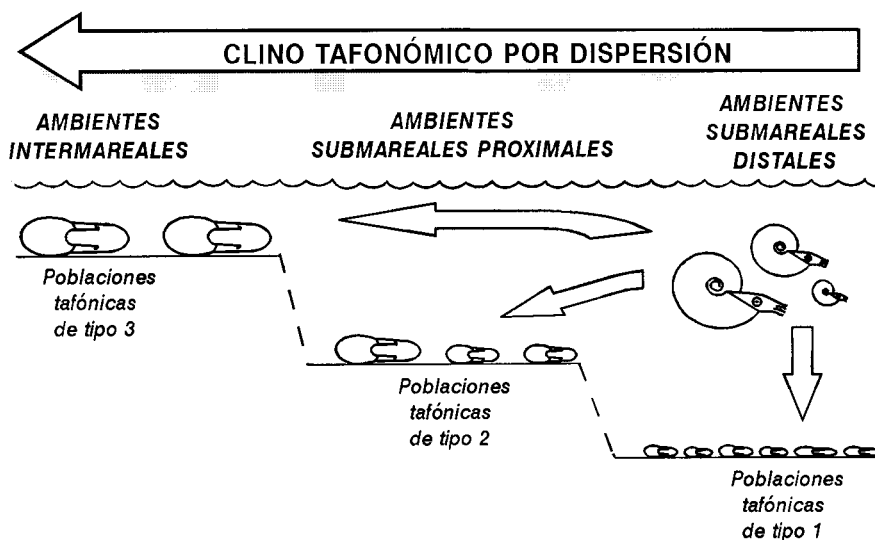 CLINO TAFONÓMICO POR DISPERSIÓN
AMBIENTES
INTERMAREALES
AMBIENTES
SUBMAREALES PROXIMALES
AMBIENTES
SUBMAREALES
DISTALES
Poblaciones
tafónicas
de tipo 3
Poblaciones
tafónicas
de tipo 2
Poblaciones
tafónicas
de tipo 1